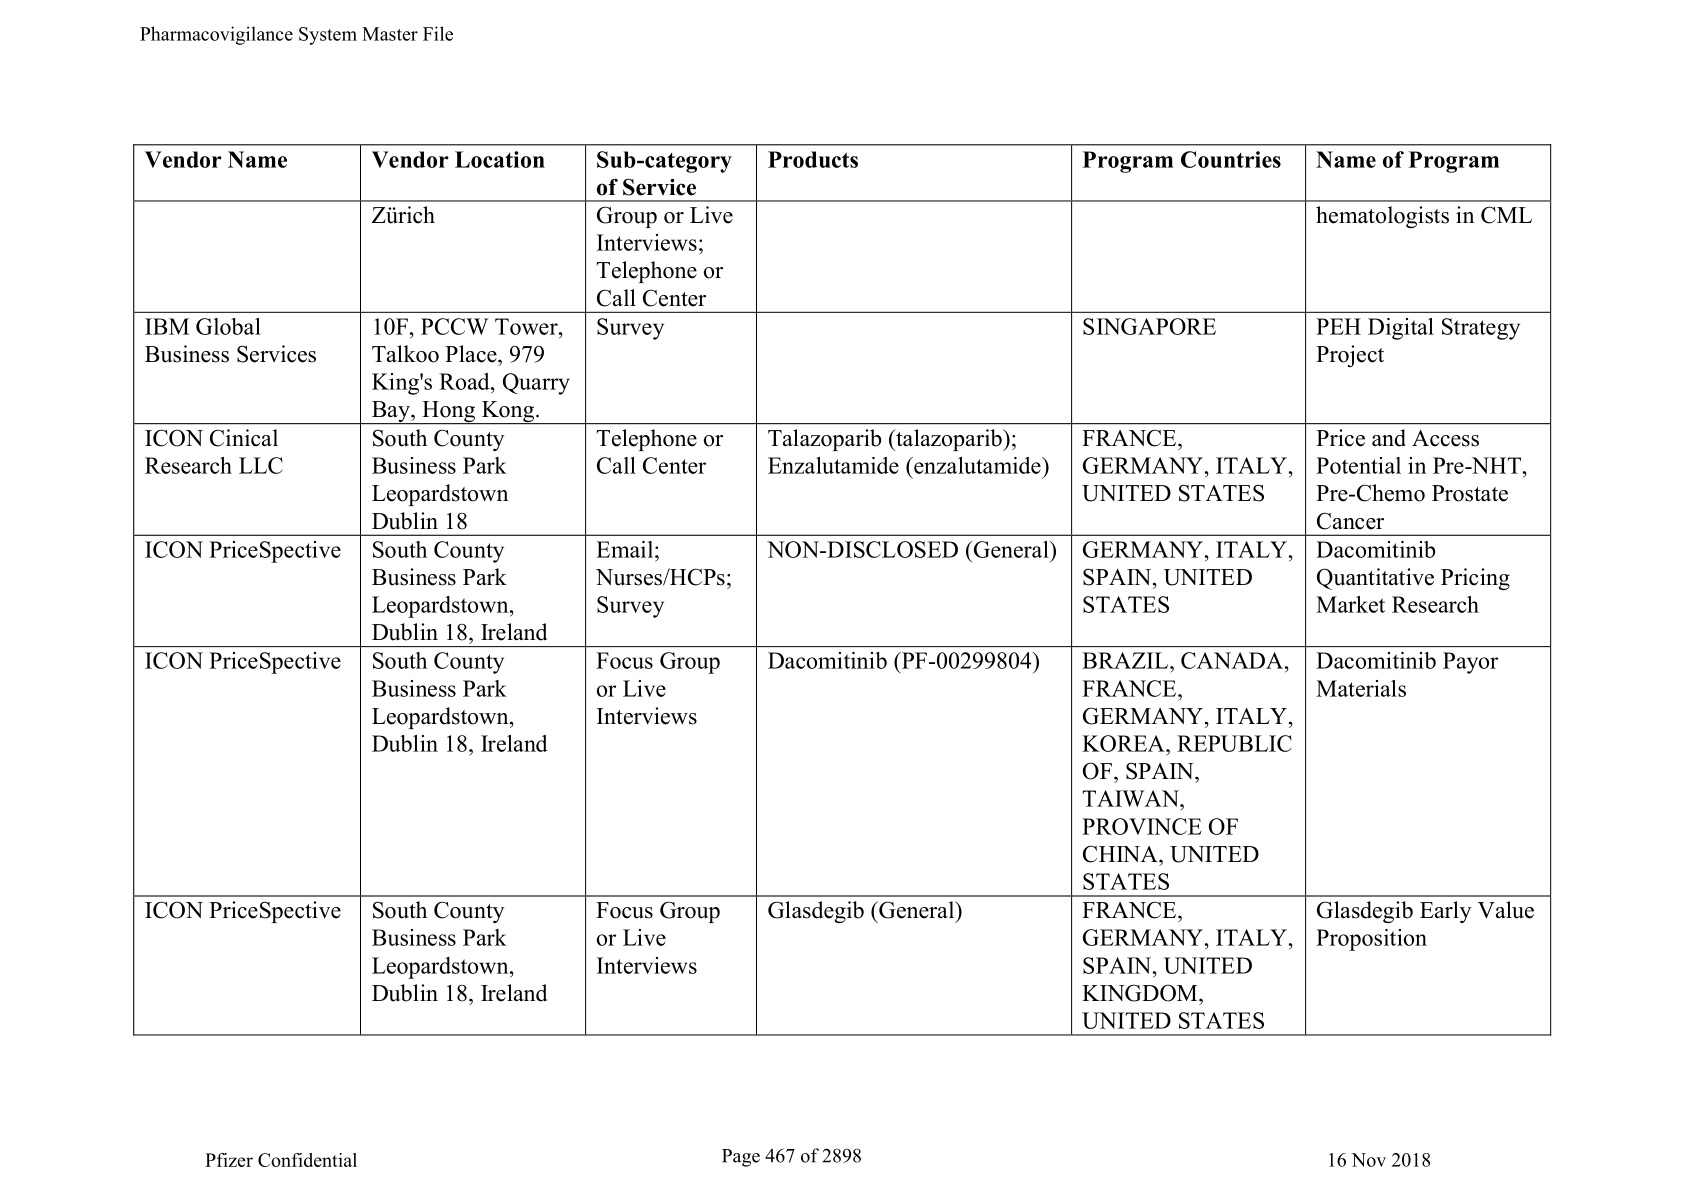 Pharmacovigilance System Master File
Vendor Name
Vendor Location
Sub-category
of Service
Products
Program Countries
Name of Program
Zürich
Group or Live
Interviews;
Telephone or
Call Center
hematologists in CML
IBM Global
Business Services
10F, PCCW Tower,
Talkoo Place, 979
King's Road, Quarry
Bay, Hong Kong.
Survey
SINGAPORE
PEH Digital Strategy
Project
ICON Cinical
Research LLC
South County
Business Park
Leopardstown
Dublin 18
Telephone or
Call Center
Talazoparib (talazoparib);
Enzalutamide (enzalutamide)
FRANCE,
GERMANY, ITALY,
UNITED STATES
Price and Access
Potential in Pre-NHT,
Pre-Chemo Prostate
Cancer
ICON PriceSpective
South County
Business Park
Leopardstown,
Dublin 18, Ireland
Email;
Nurses/HCPs;
Survey
NON-DISCLOSED (General)
GERMANY, ITALY,
SPAIN, UNITED
STATES
Dacomitinib
Quantitative Pricing
Market Research
ICON PriceSpective
South County
Business Park
Leopardstown,
Dublin 18, Ireland
Focus Group
or Live
Interviews
Dacomitinib (PF-00299804)
BRAZIL, CANADA,
FRANCE,
GERMANY, ITALY,
KOREA, REPUBLIC
OF, SPAIN,
TAIWAN,
PROVINCE OF
CHINA, UNITED
STATES
Dacomitinib Payor
Materials
ICON PriceSpective
South County
Business Park
Leopardstown,
Dublin 18, Ireland
Focus Group
or Live
Interviews
Glasdegib (General)
FRANCE,
GERMANY, ITALY,
SPAIN, UNITED
KINGDOM,
UNITED STATES
Glasdegib Early Value
Proposition
Pfizer Confidential
Page 467 of 2898
16 Nov 2018